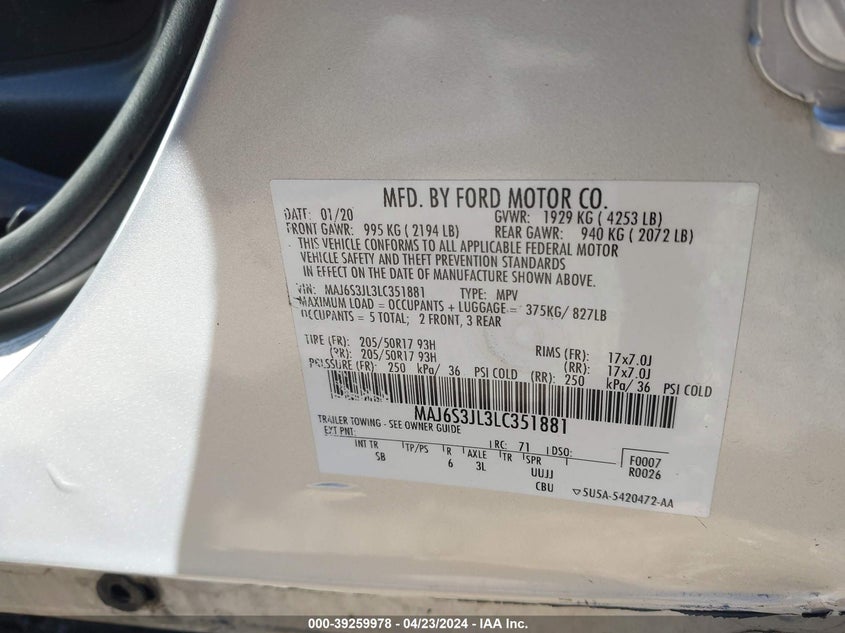 MFD. BY FORD MOTOR CO.
DATE: 01/20 GVWR: 1929 KG ( 4253 LB)
FRONT GAWR: 995 KG ( 2194 LB) REAR GAWR: 940 KG ( 2072 LB)
THIS VEHICLE CONFORMS TO ALL APPLICABLE FEDERAL MOTOR
VEHICLE SAFETY AND THEFT PREVENTION STANDARDS
IN EFFECT ON THE DATE OF MANUFACTURE SHOWN ABOVE.
VIN: MAJ6S3JL3LC351881 TYPE: MPV
MAXIMUM LOAD = OCCUPANTS + LUGGAGE = 375KG/ 827LB
OCCUPANTS = 5 TOTAL; 2 FRONT, 3 REAR
TIRE (FR): 205/50R17 93H RIMS (FR): 17x7.0J
(RR): 205/50R17 93H (RR): 17x7.0J
PRESSURE (FR): 250 kPa/ 36 PSI COLD (RR): 250 kPa/ 36 PSI COLD
MAJ6S3JL3LC351881
TRAILER TOWING - SEE OWNER GUIDE
EXT PNT: RC: 71 DSO:
INT TR TP/PS R AXLE TR SPR F0007
SB 6 3L UUJJ R0026
CBU 5U5A-5420472-AA
000-39259978 - 04/23/2024 - IAA Inc.